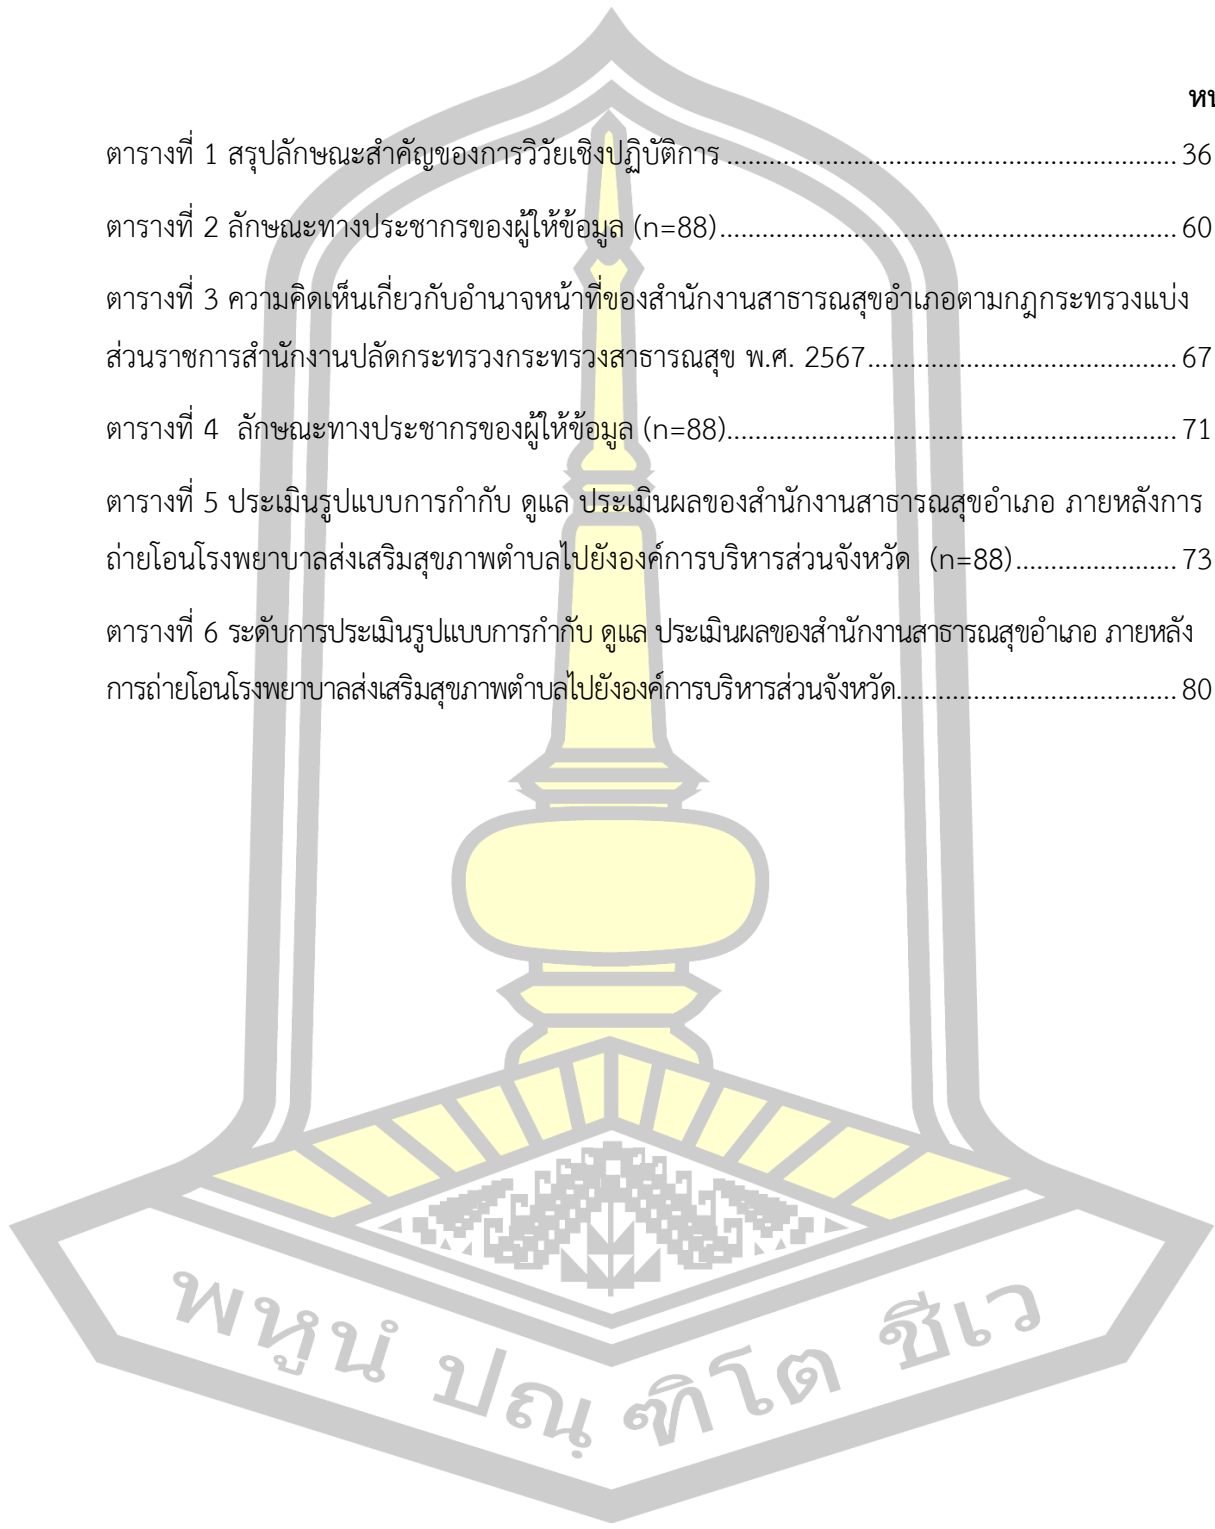 ตารางที่ 1 สรุปลักษณะสำคัญของการวิจัยเชิงปฏิบัติการ ........................................................... 36
ตารางที่ 2 ลักษณะทางประชากรของผู้ให้ข้อมูล (n=88)........................................................... 60
ตารางที่ 3 ความคิดเห็นเกี่ยวกับอำนาจหน้าที่ของสำนักงานสาธารณสุขอำเภอตามกฎกระทรวงแบ่ง
ส่วนราชการสำนักงานปลัดกระทรวงกระทรวงสาธารณสุข พ.ศ. 2567........................................ 67
ตารางที่ 4 ลักษณะทางประชากรของผู้ให้ข้อมูล (n=88).......................................................... 71
ตารางที่ 5 ประเมินรูปแบบการกำกับ ดูแล ประเมินผลของสำนักงานสาธารณสุขอำเภอ ภายหลังการ
ถ่ายโอนโรงพยาบาลส่งเสริมสุขภาพตำบลไปยังองค์การบริหารส่วนจังหวัด (n=88)....................... 73
ตารางที่ 6 ระดับการประเมินรูปแบบการกำกับ ดูแล ประเมินผลของสำนักงานสาธารณสุขอำเภอ ภายหลัง
การถ่ายโอนโรงพยาบาลส่งเสริมสุขภาพตำบลไปยังองค์การบริหารส่วนจังหวัด....................................... 80
พหูนํ ปณฺฑิโต ชีเว